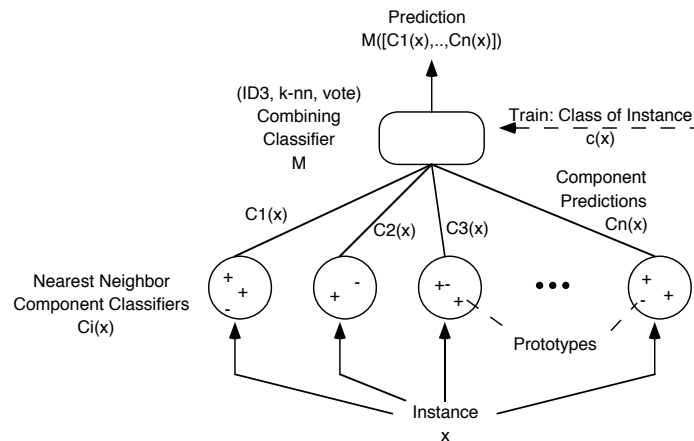 Prediction
M([C1(x),..,Cn(x)])
(ID3, k-nn, vote)
Combining
Classifier
M
Train: Class of Instance
c(x)
Component
Predictions
Cn(x)
C1(x)
C2(x)
C3(x)
Nearest Neighbor
Component Classifiers
Ci(x)
+
+
-
-
+
+-
+
•••
+
-
+
Prototypes
Instance
x